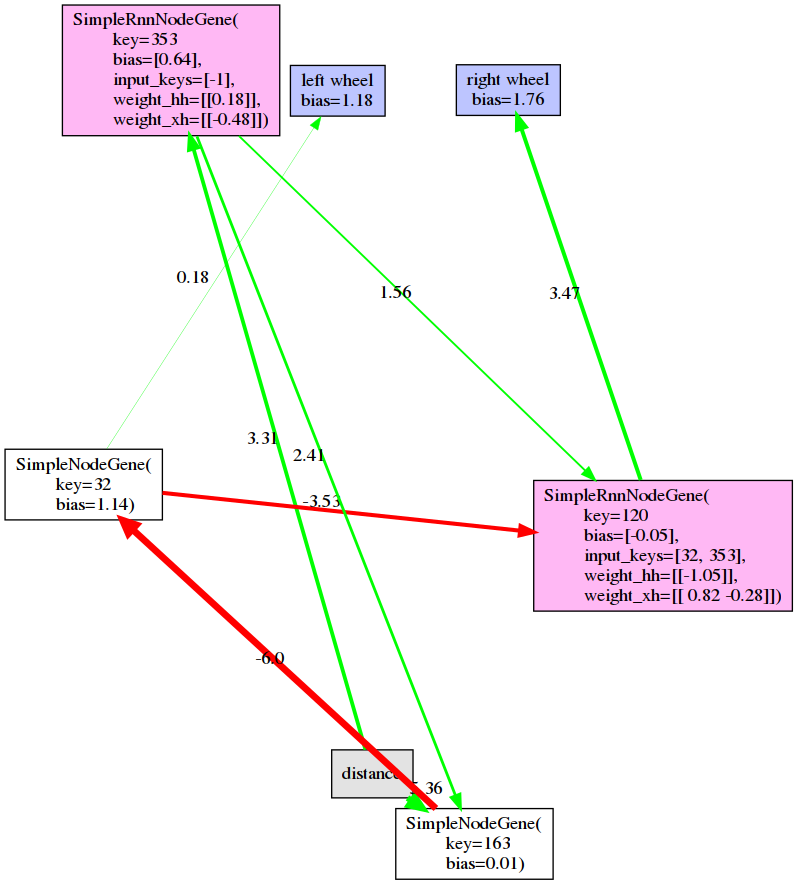 SimpleRnnNodeGene(
key=353
bias=[0.64],
input_keys=[-1],
weight_hh=[[0.18]],
weight_xh=[[-0.48]])
left wheel
bias=1.18
right wheel
bias=1.76
0.18
1.56
3.47
3.31
2.41
SimpleNodeGene(
key=32
bias=1.14)
-3.53
SimpleRnnNodeGene(
key=120
bias=[-0.05],
input_keys=[32, 353],
weight_hh=[[-1.05]],
weight_xh=[[ 0.82 -0.28]])
-6.0
distance
5.36
SimpleNodeGene(
key=163
bias=0.01)